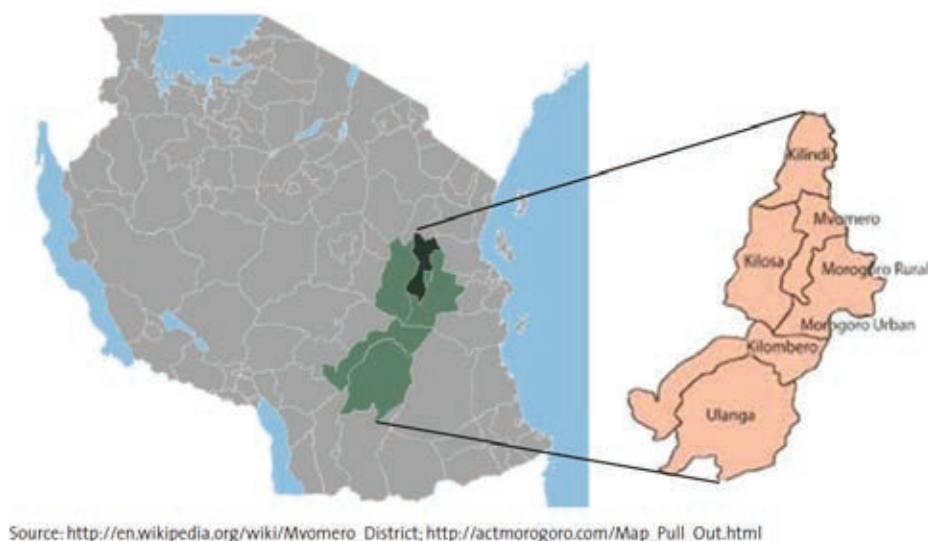 Kilindi
Mvomero
Kilosa
Morogoro Rural
Morogoro Urban
Kilombero
Ulanga
Source: http://en.wikipedia.org/wiki/Mvomero_District; http://actmorogoro.com/Map_Pull_Out.html